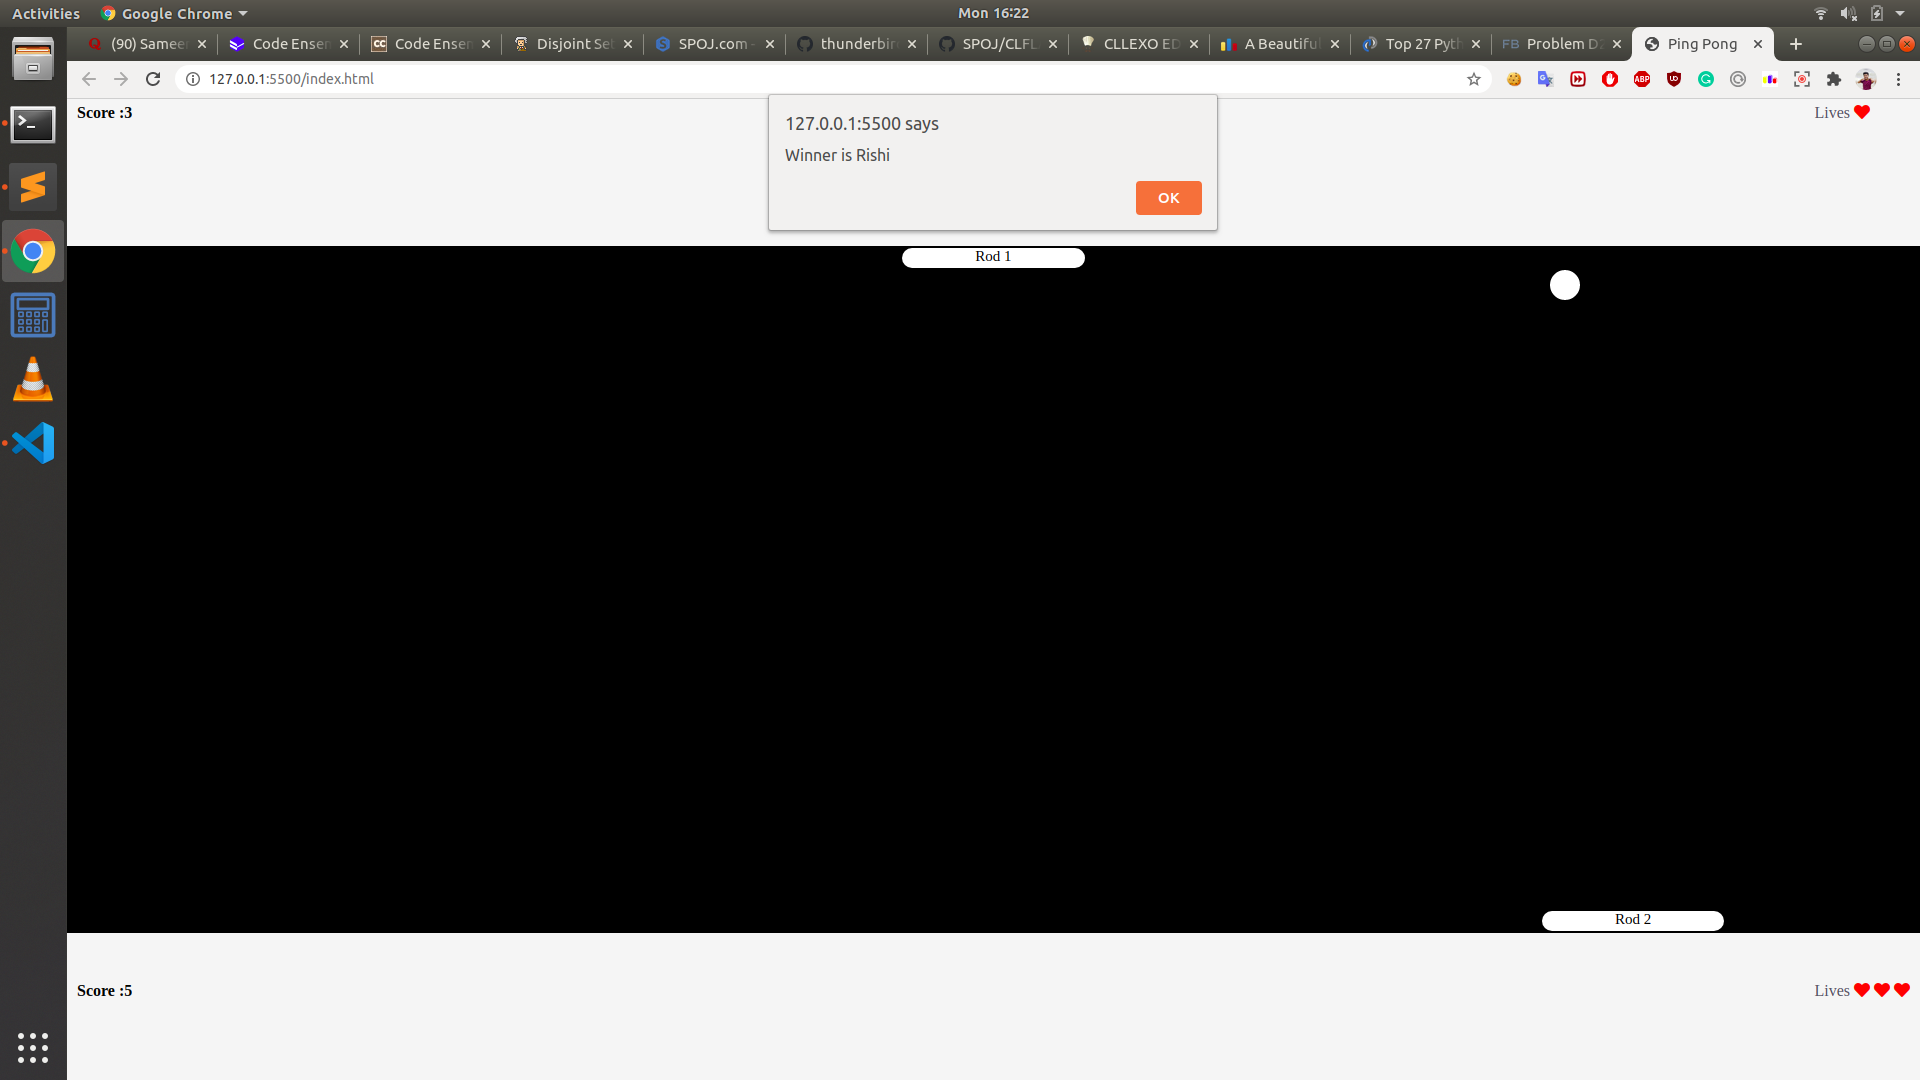 Activities
Google Chrome
Mon 16:22
(90) Sameer
Code Ensem
Code Ensem
Disjoint Set
SPOJ.com -
thunderbir
SPOJ/CLFL
CLLEXO ED
A Beautiful
Top 27 Pyth
FB Problem D2
Ping Pong
127.0.0.1:5500/index.html
ABP
Score :3
Lives
127.0.0.1:5500 says
Winner is Rishi
OK
Rod 1
Rod 2
Score :5
Lives